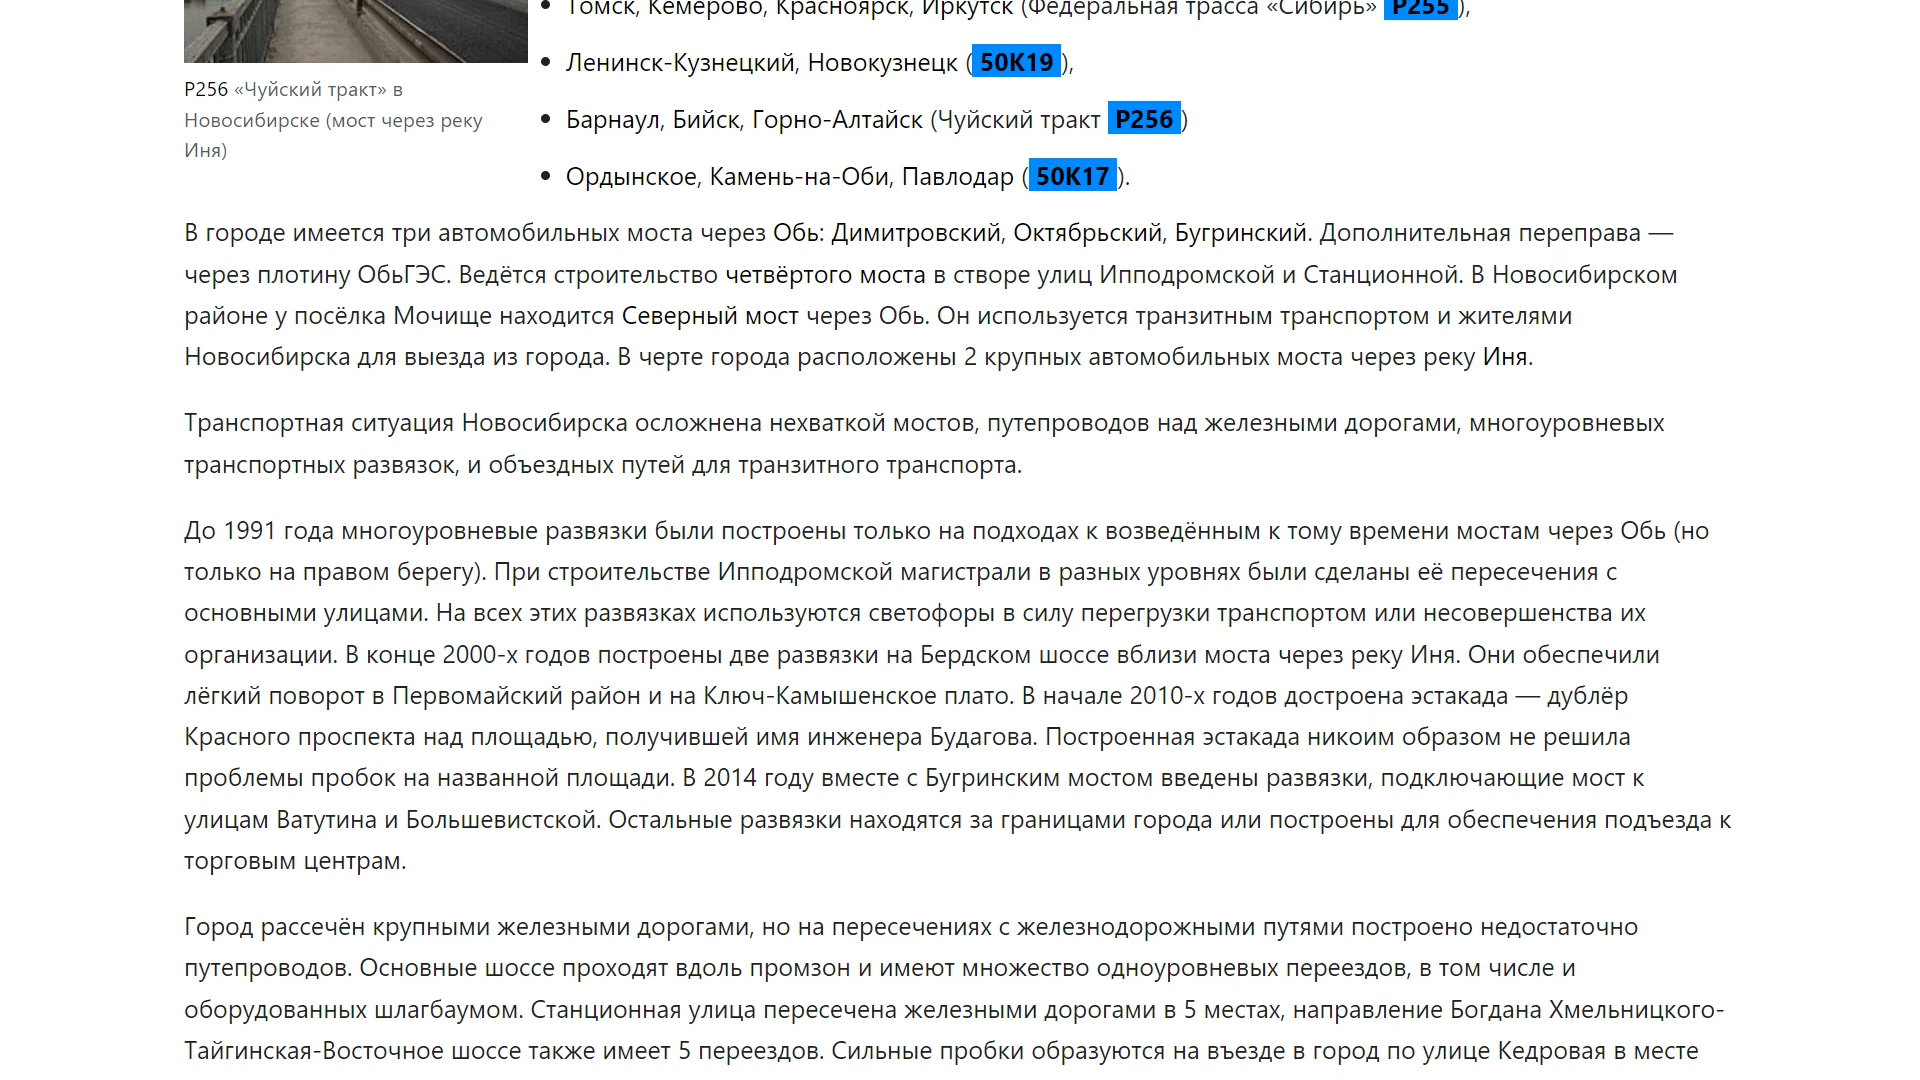 Томск, Кемерово, Красноярск, Иркутск (Федеральная трасса «Сибирь» Р255),
Ленинск-Кузнецкий, Новокузнецк (50К19),
Р256 «Чуйский тракт» в
Новосибирске (мост через реку
Иня)
Барнаул, Бийск, Горно-Алтайск (Чуйский тракт Р256)
Ордынское, Камень-на-Оби, Павлодар (50К17).
В городе имеется три автомобильных моста через Обь: Димитровский, Октябрьский, Бугринский. Дополнительная переправа —
через плотину ОбьГЭС. Ведётся строительство четвёртого моста в створе улиц Ипподромской и Станционной. В Новосибирском
районе у посёлка Мочище находится Северный мост через Обь. Он используется транзитным транспортом и жителями
Новосибирска для выезда из города. В черте города расположены 2 крупных автомобильных моста через реку Иня.
Транспортная ситуация Новосибирска осложнена нехваткой мостов, путепроводов над железными дорогами, многоуровневых
транспортных развязок, и объездных путей для транзитного транспорта.
До 1991 года многоуровневые развязки были построены только на подходах к возведённым к тому времени мостам через Обь (но
только на правом берегу). При строительстве Ипподромской магистрали в разных уровнях были сделаны её пересечения с
основными улицами. На всех этих развязках используются светофоры в силу перегрузки транспортом или несовершенства их
организации. В конце 2000-х годов построены две развязки на Бердском шоссе вблизи моста через реку Иня. Они обеспечили
лёгкий поворот в Первомайский район и на Ключ-Камышенское плато. В начале 2010-х годов достроена эстакада — дублёр
Красного проспекта над площадью, получившей имя инженера Будагова. Построенная эстакада никоим образом не решила
проблемы пробок на названной площади. В 2014 году вместе с Бугринским мостом введены развязки, подключающие мост к
улицам Ватутина и Большевистской. Остальные развязки находятся за границами города или построены для обеспечения подъезда к
торговым центрам.
Город рассечён крупными железными дорогами, но на пересечениях с железнодорожными путями построено недостаточно
путепроводов. Основные шоссе проходят вдоль промзон и имеют множество одноуровневых переездов, в том числе и
оборудованных шлагбаумом. Станционная улица пересечена железными дорогами в 5 местах, направление Богдана Хмельницкого-
Тайгинская-Восточное шоссе также имеет 5 переездов. Сильные пробки образуются на въезде в город по улице Кедровая в месте